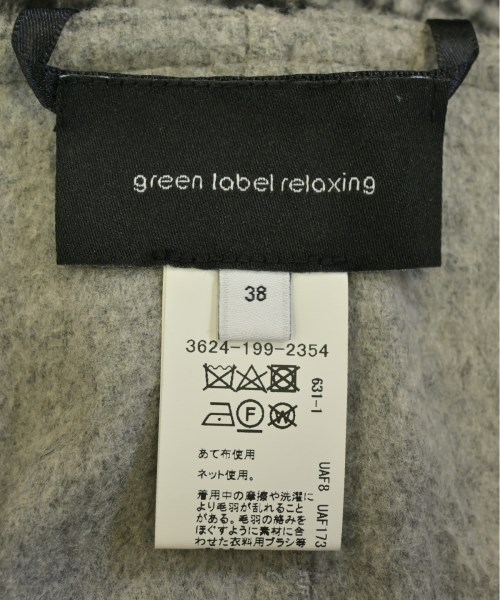 green label relaxing
38
3624-199-2354
631-1
F
W
あて布使用
ネット使用。
着用中の摩擦や洗濯に
より毛羽が乱れること
がある。毛羽の絡みを
ほぐすように素材に合
わせた衣料用ブラシ等
UAF8 UAF173